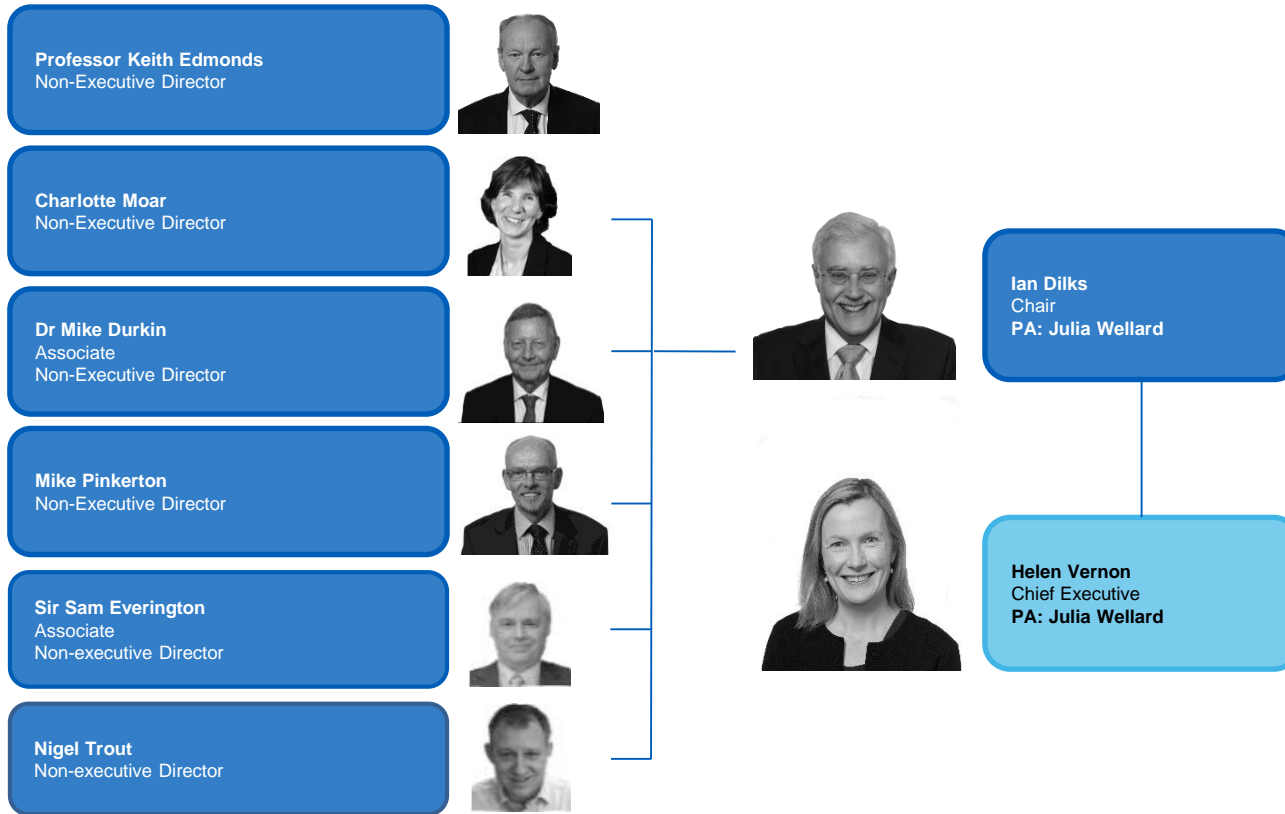 Professor Keith Edmonds
Non-Executive Director
Charlotte Moar
Non-Executive Director
Dr Mike Durkin
Associate
Non-Executive Director
Mike Pinkerton
Non-Executive Director
Sir Sam Everington
Associate
Non-executive Director
Nigel Trout
Non-executive Director
Ian Dilks
Chair
PA: Julia Wellard
Helen Vernon
Chief Executive
PA: Julia Wellard